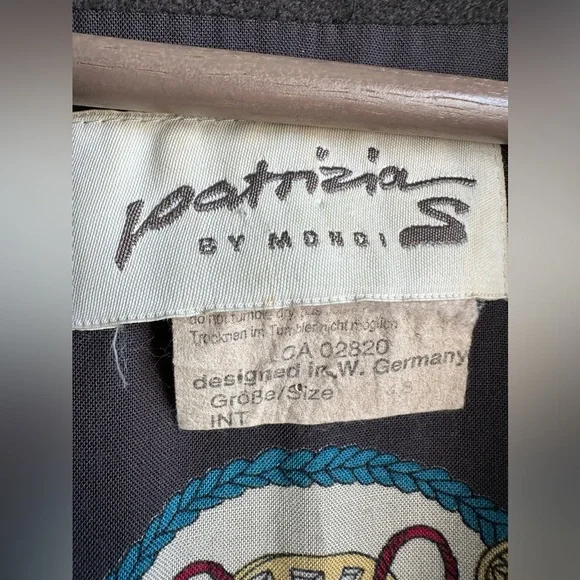 patrizia S
BY MONDI
do not tumble dry
Trocknen im Tumbler nicht möglich
CA 02820
designed in W. Germany
Größe/Size
INT